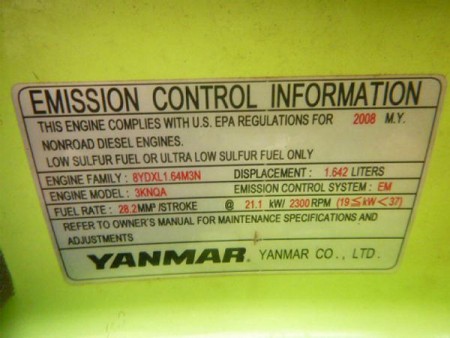 EMISSION CONTROL INFORMATION
THIS ENGINE COMPLIES WITH U.S. EPA REGULATIONS FOR 2008 M.Y.
NONROAD DIESEL ENGINES.
LOW SULFUR FUEL OR ULTRA LOW SULFUR FUEL ONLY
ENGINE FAMILY : 8YDXL1.64M3N DISPLACEMENT : 1.642 LITERS
ENGINE MODEL : 3KNQA EMISSION CONTROL SYSTEM : EM
FUEL RATE : 28.2MM³/STROKE @ 21.1 kW/ 2300 RPM (19≦kW<37)
REFER TO OWNER'S MANUAL FOR MAINTENANCE SPECIFICATIONS AND
ADJUSTMENTS
YANMAR. YANMAR CO., LTD.